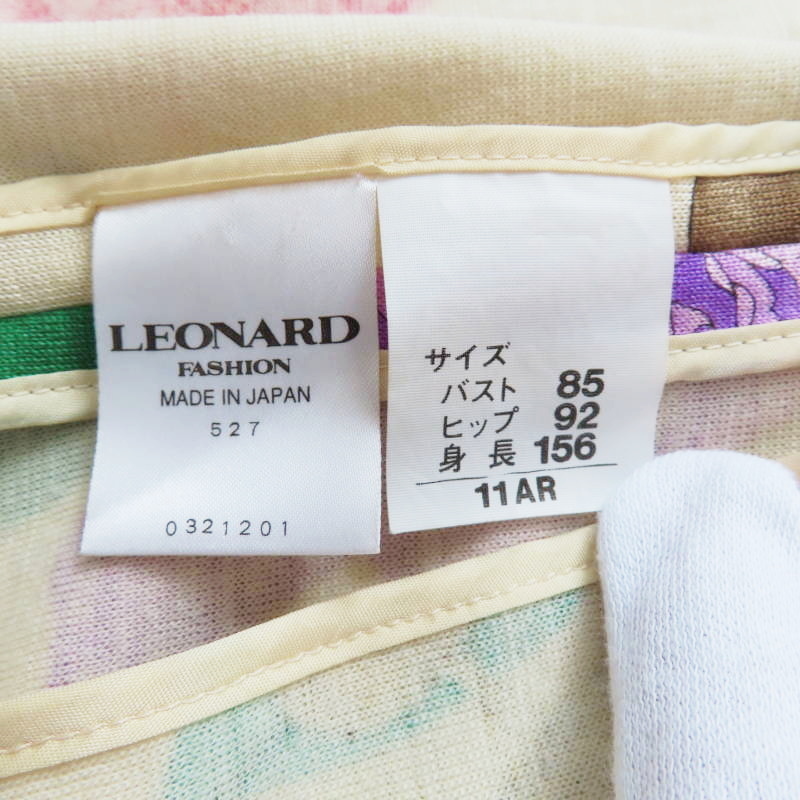 LEONARD
FASHION
MADE IN JAPAN
527
0321201
サイズ
バスト 85
ヒップ 92
身長 156
11AR